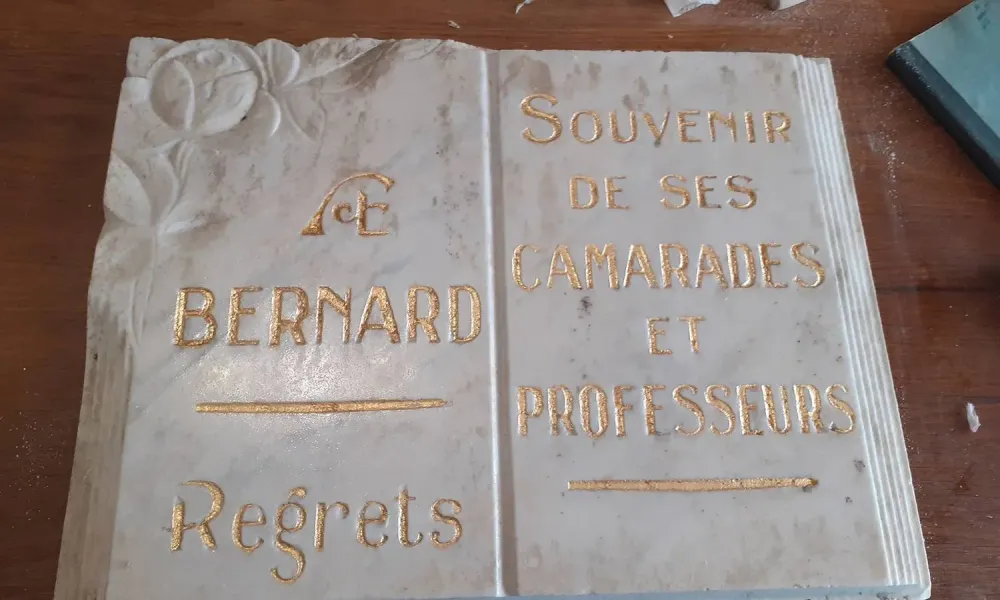 BERNARD
Regrets
SOUVENIR
DE SES
CAMARADES
ET
PROFESSEURS